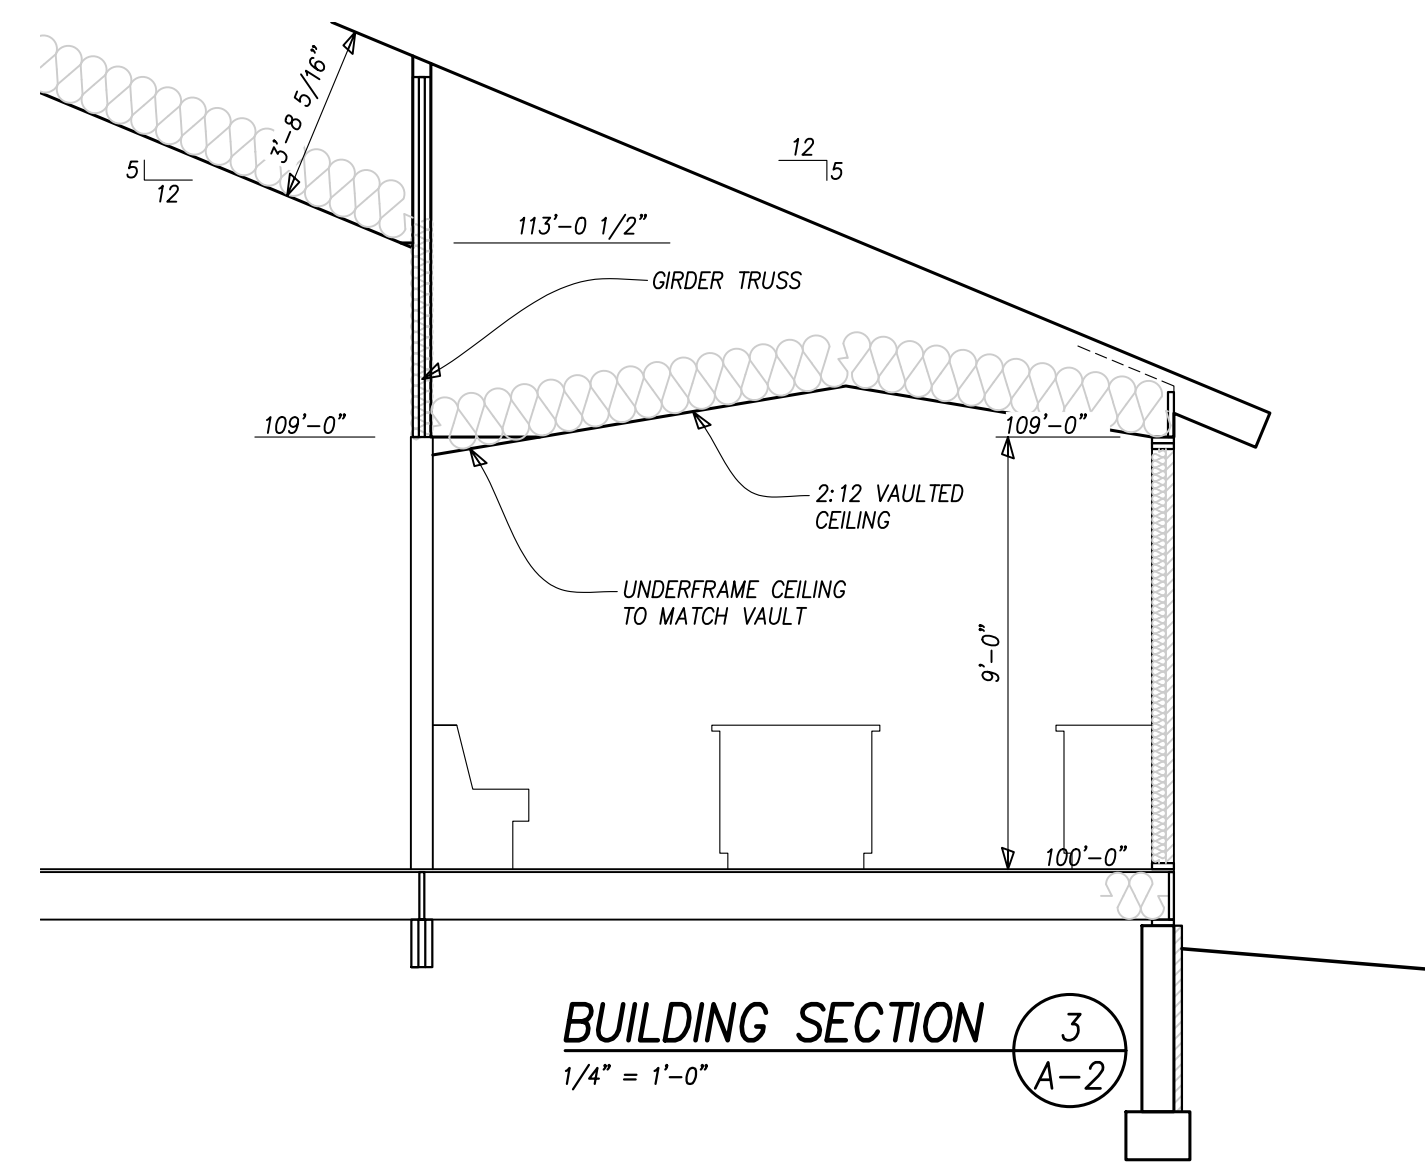 3'-8 5/16"
12
5
5
12
113'-0 1/2"
GIRDER TRUSS
109'-0"
109'-0"
2:12 VAULTED
CEILING
UNDERFRAME CEILING
TO MATCH VAULT
9'-0"
100'-0"
BUILDING SECTION
3
A-2
1/4" = 1'-0"